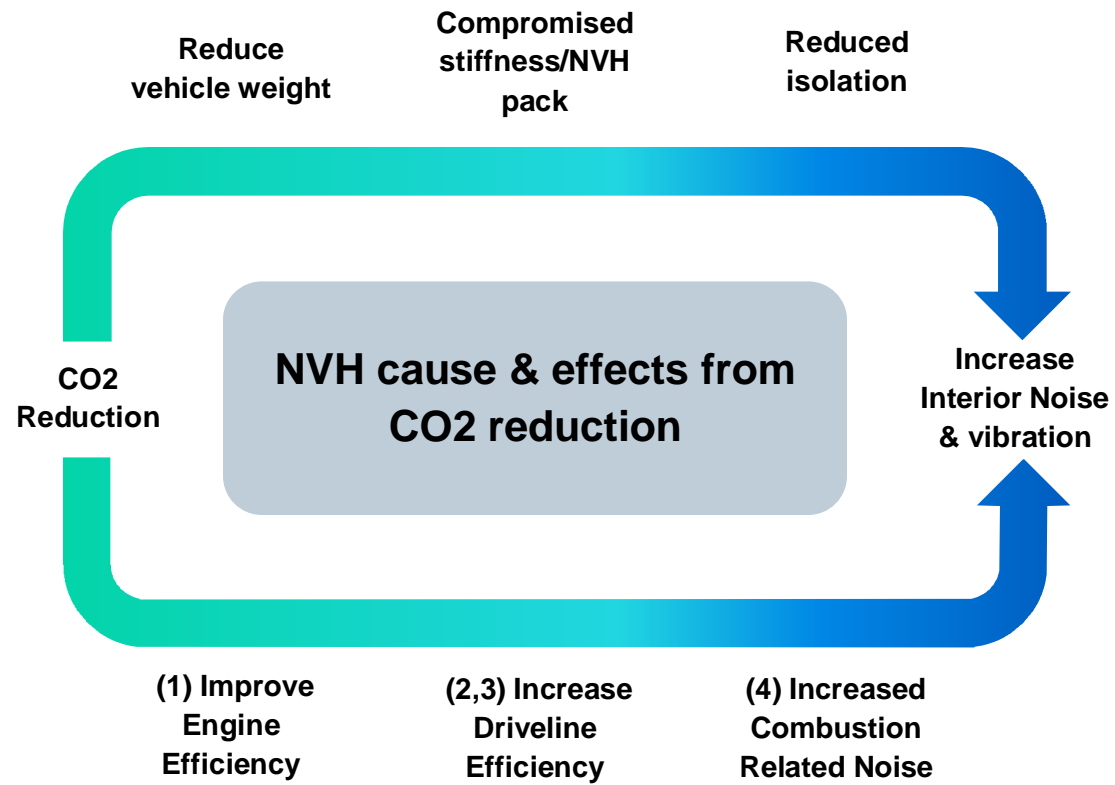 Reduce
vehicle weight
Compromised
stiffness/NVH
pack
Reduced
isolation
CO2
Reduction
NVH cause & effects from
CO2 reduction
Increase
Interior Noise
& vibration
(1) Improve
Engine
Efficiency
(2,3) Increase
Driveline
Efficiency
(4) Increased
Combustion
Related Noise